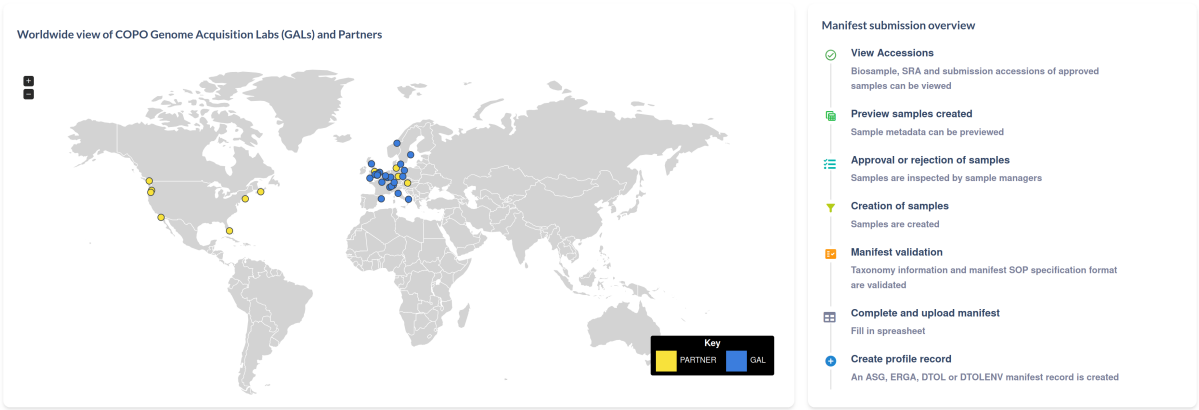 Worldwide view of COPO Genome Acquisition Labs (GALs) and Partners
+
−
Key
PARTNER
GAL
Manifest submission overview
View Accessions
Biosample, SRA and submission accessions of approved
samples can be viewed
Preview samples created
Sample metadata can be previewed
Approval or rejection of samples
Samples are inspected by sample managers
Creation of samples
Samples are created
Manifest validation
Taxonomy information and manifest SOP specification format
are validated
Complete and upload manifest
Fill in spreasheet
Create profile record
An ASG, ERGA, DTOL or DTOLENV manifest record is created